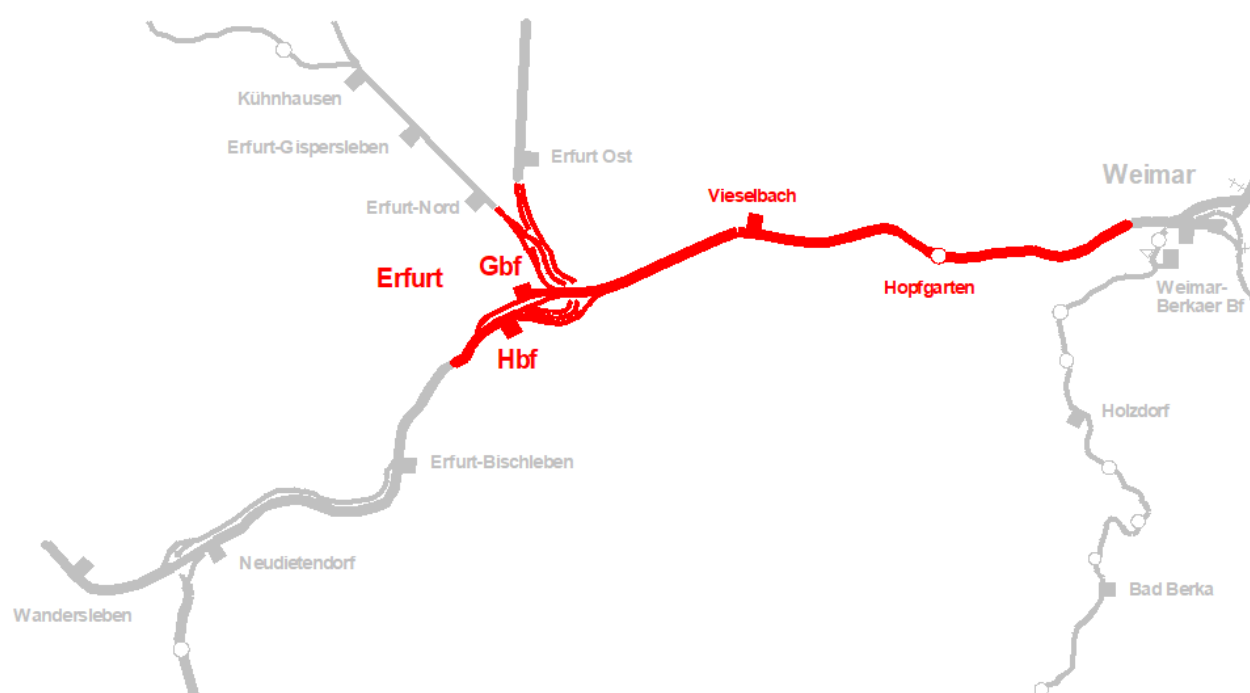 Kühnhausen
Erfurt-Gispersleben
Erfurt Ost
Weimar
Vieselbach
Erfurt-Nord
Gbf
Erfurt
Hopfgarten
Weimar-
Berkaer Bf
Hbf
Holzdorf
Erfurt-Bischleben
Neudietendorf
Bad Berka
Wandersleben